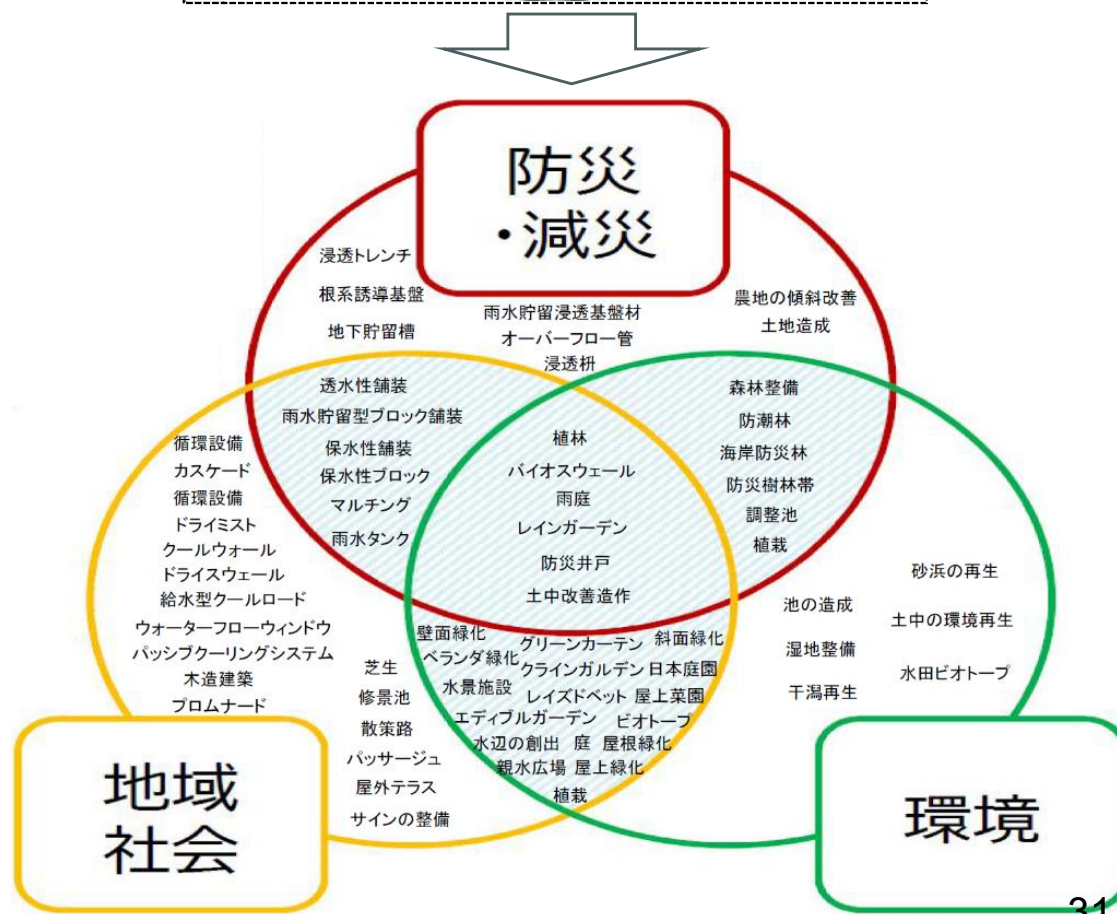 防災
・減災
浸透トレンチ
根系誘導基盤
地下貯留槽
雨水貯留浸透基盤材
オーバーフロー管
浸透枡
農地の傾斜改善
土地造成
透水性舗装
雨水貯留型ブロック舗装
保水性舗装
保水性ブロック
マルチング
雨水タンク
植林
バイオスウェール
雨庭
レインガーデン
防災井戸
土中改善造作
森林整備
防潮林
海岸防災林
防災樹林帯
調整池
植栽
循環設備
カスケード
循環設備
ドライミスト
クールウォール
ドライスウェール
給水型クールロード
ウォーターフローウィンドウ
パッシブクーリングシステム
木造建築
プロムナード
芝生
修景池
散策路
パッサージュ
屋外テラス
サインの整備
壁面緑化 グリーンカーテン 斜面緑化
ベランダ緑化 クラインガルデン 日本庭園
水景施設 レイズドベット 屋上菜園
エディブルガーデン ビオトープ
水辺の創出 庭 屋根緑化
親水広場 屋上緑化
植栽
池の造成
湿地整備
干潟再生
砂浜の再生
土中の環境再生
水田ビオトープ
地域
社会
環境
31